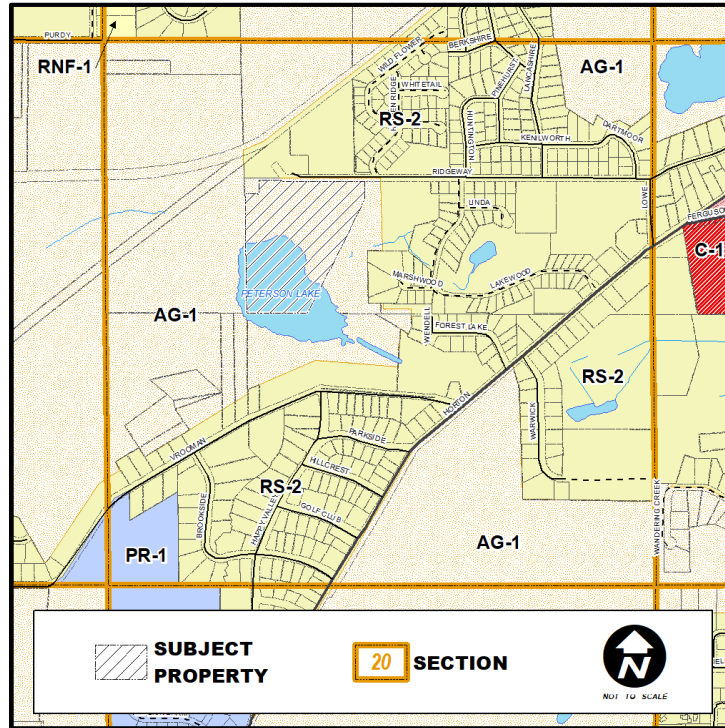 PURDY
RNF-1
WILD FLOWER
BERKSHIRE
PINEHURST
LANCASHIRE
AG-1
WHITETAIL
RS-2
HUNTINGTON
KENILWORTH
DARTMOOR
RIDGEWAY
LINDA
LOWE
FERGUSO
C-1
MARSHWOOD
LAKEWOOD
PETERSON LAKE
AG-1
WENDELL
FOREST LAKE
RS-2
HORTON
WARWICK
VROOMAN
PARKSIDE
HILLCREST
RS-2
BROOKSIDE
HAPPY VALLEY
GOLF CLUB
AG-1
WANDERING CREEK
PR-1
SUBJECT
PROPERTY
20 SECTION
N
NOT TO SCALE